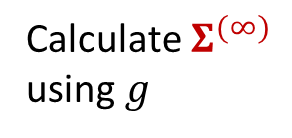 Calculate Σ^(∞)
using g